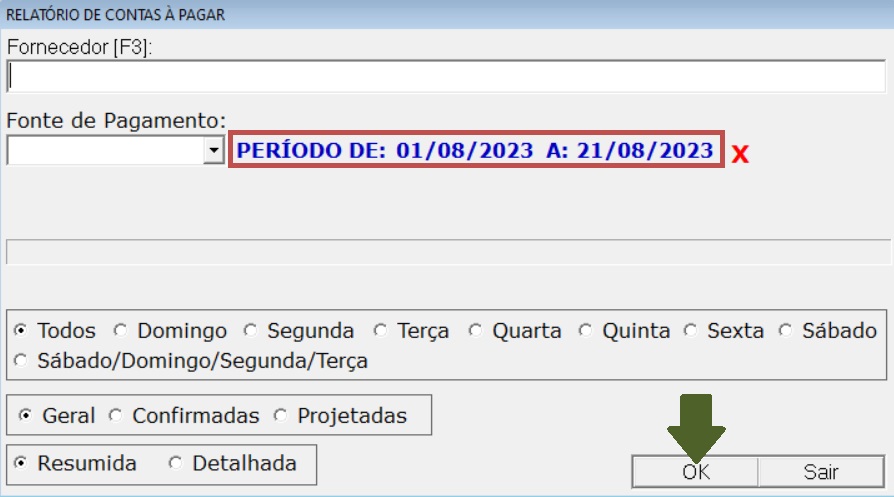 RELATÓRIO DE CONTAS À PAGAR
Fornecedor [F3]:
Fonte de Pagamento:
PERÍODO DE: 01/08/2023 A: 21/08/2023 X
Todos Domingo Segunda Terça Quarta Quinta Sexta Sábado
Sábado/Domingo/Segunda/Terça
Geral Confirmadas Projetadas
Resumida Detalhada
OK Sair